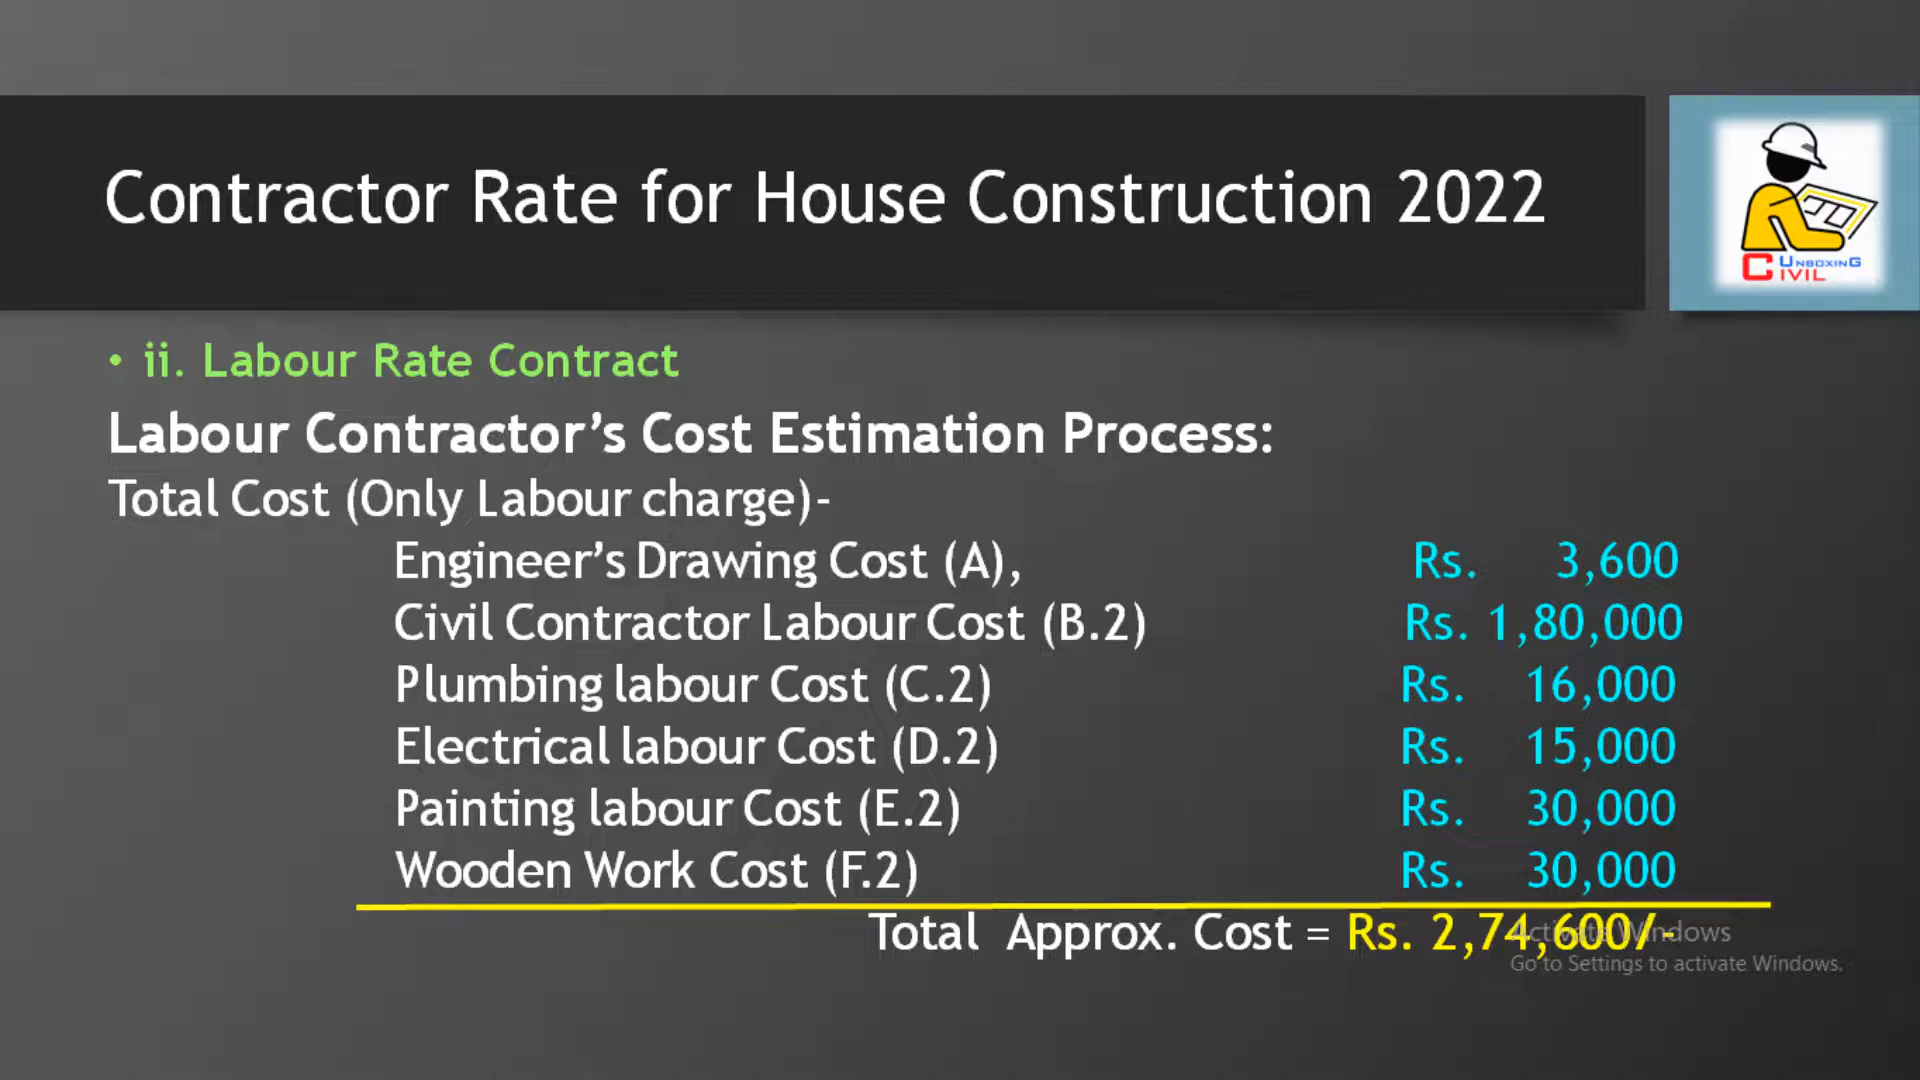 Contractor Rate for House Construction 2022
UNBOXING
CIVIL
• ii. Labour Rate Contract
Labour Contractor’s Cost Estimation Process:
Total Cost (Only Labour charge)-
Engineer’s Drawing Cost (A), Rs. 3,600
Civil Contractor Labour Cost (B.2) Rs. 1,80,000
Plumbing labour Cost (C.2) Rs. 16,000
Electrical labour Cost (D.2) Rs. 15,000
Painting labour Cost (E.2) Rs. 30,000
Wooden Work Cost (F.2) Rs. 30,000
Total Approx. Cost = Rs. 2,74,600/-
Activate Windows
Go to Settings to activate Windows.